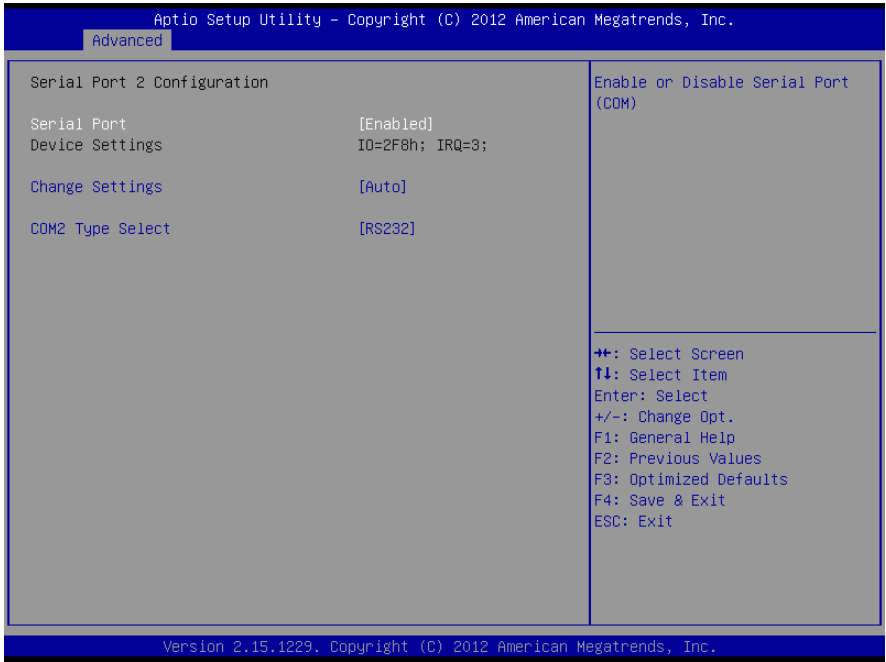 Aptio Setup Utility – Copyright (C) 2012 American Megatrends, Inc.
Advanced
Serial Port 2 Configuration
Serial Port [Enabled]
Device Settings IO=2F8h; IRQ=3;
Change Settings [Auto]
COM2 Type Select [RS232]
Enable or Disable Serial Port
(COM)
→←: Select Screen
↑↓: Select Item
Enter: Select
+/-: Change Opt.
F1: General Help
F2: Previous Values
F3: Optimized Defaults
F4: Save & Exit
ESC: Exit
Version 2.15.1229. Copyright (C) 2012 American Megatrends, Inc.